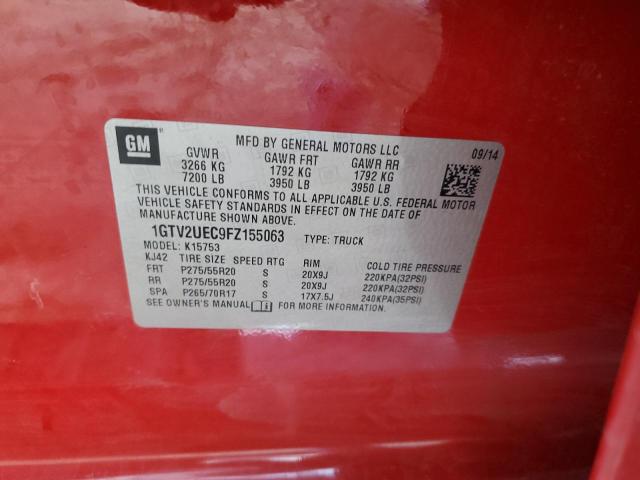 GM ®
MFD BY GENERAL MOTORS LLC 09/14
GVWR GAWR FRT GAWR RR
3266 KG 1792 KG 1792 KG
7200 LB 3950 LB 3950 LB
THIS VEHICLE CONFORMS TO ALL APPLICABLE U.S. FEDERAL MOTOR
VEHICLE SAFETY STANDARDS IN EFFECT ON THE DATE OF
MANUFACTURE SHOWN ABOVE.
1GTV2UEC9FZ155063 TYPE: TRUCK
MODEL: K15753
KJ42 TIRE SIZE SPEED RTG RIM COLD TIRE PRESSURE
FRT P275/55R20 S 20X9J 220KPA(32PSI)
RR P275/55R20 S 20X9J 220KPA(32PSI)
SPA P265/70R17 S 17X7.5J 240KPA(35PSI)
SEE OWNER'S MANUAL FOR MORE INFORMATION.